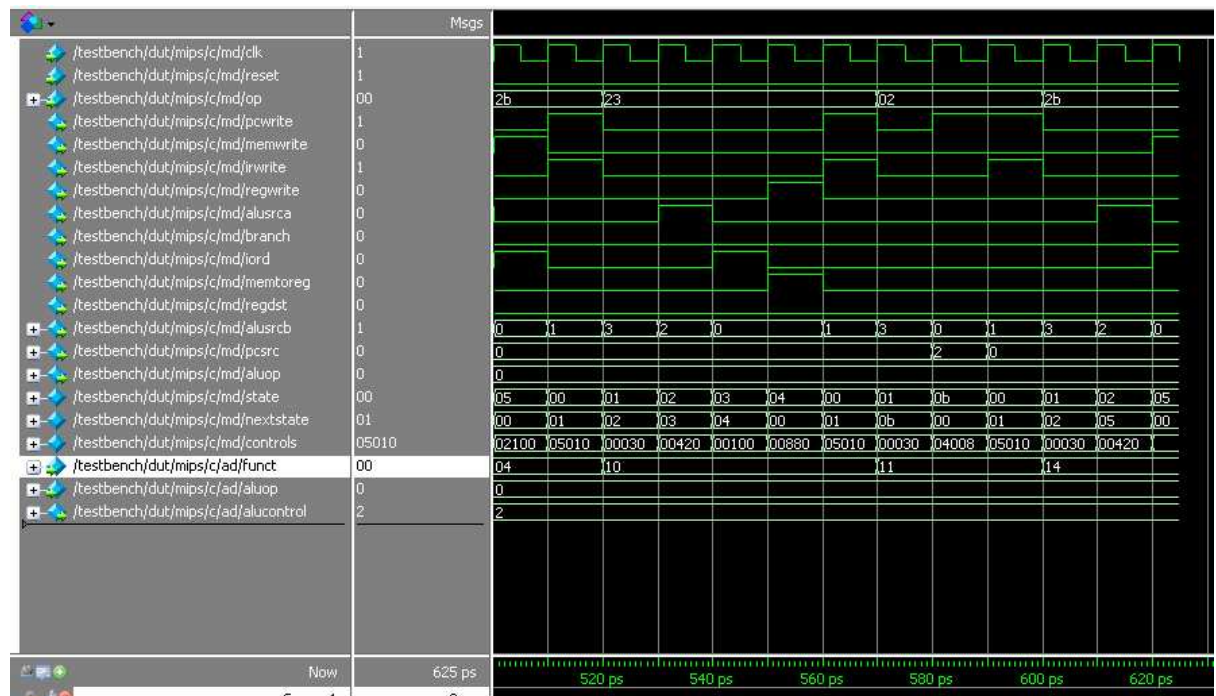 Msgs
/testbench/dut/mips/c/md/clk 1
/testbench/dut/mips/c/md/reset 1
/testbench/dut/mips/c/md/op 00 2b 23 02 2b
/testbench/dut/mips/c/md/pcwrite 1
/testbench/dut/mips/c/md/memwrite 0
/testbench/dut/mips/c/md/irwrite 1
/testbench/dut/mips/c/md/regwrite 0
/testbench/dut/mips/c/md/alusrca 0
/testbench/dut/mips/c/md/branch 0
/testbench/dut/mips/c/md/iord 0
/testbench/dut/mips/c/md/memtoreg 0
/testbench/dut/mips/c/md/regdst 0
/testbench/dut/mips/c/md/alusrcb 1 0 1 3 2 0 1 3 0 1 3 2 0
/testbench/dut/mips/c/md/pcsrc 0 0 2 0
/testbench/dut/mips/c/md/aluop 0 0
/testbench/dut/mips/c/md/state 00 05 00 01 02 03 04 00 01 0b 00 01 02 05
/testbench/dut/mips/c/md/nextstate 01 00 01 02 03 04 00 01 0b 00 01 02 05 00
/testbench/dut/mips/c/md/controls 05010 02100 05010 00030 00420 00100 00880 05010 00030 04008 05010 00030 00420
/testbench/dut/mips/c/ad/funct 00 04 10 11 14
/testbench/dut/mips/c/ad/aluop 0 0
/testbench/dut/mips/c/ad/alucontrol 2 2
Now 625 ps 520 ps 540 ps 560 ps 580 ps 600 ps 620 ps